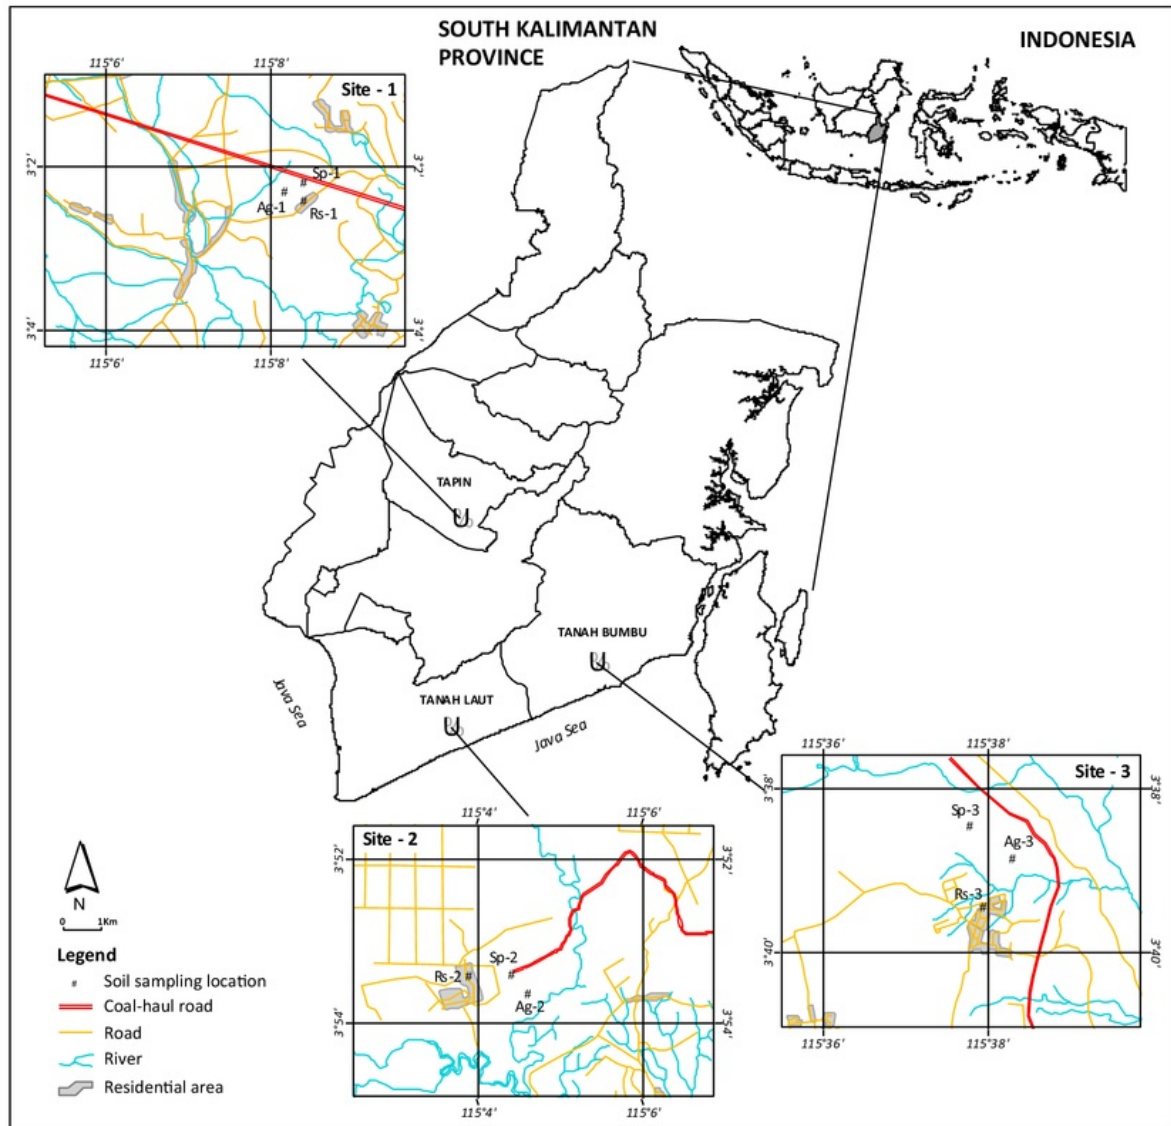 SOUTH KALIMANTAN
PROVINCE
INDONESIA
115°6'
115°8'
Site - 1
3°2'
3°2'
Sp-1
Ag-1
Rs-1
3°4'
3°4'
115°6'
115°8'
TAPIN
TANAH BUMBU
TANAH LAUT
Java Sea
Java Sea
115°36'
115°38'
Site - 3
3°38'
3°38'
Sp-3
Ag-3
Rs-3
3°40'
3°40'
115°36'
115°38'
115°4'
115°6'
Site - 2
3°52'
3°52'
Sp-2
Rs-2
Ag-2
3°54'
3°54'
115°4'
115°6'
N
0 1Km
Legend
# Soil sampling location
Coal-haul road
Road
River
Residential area